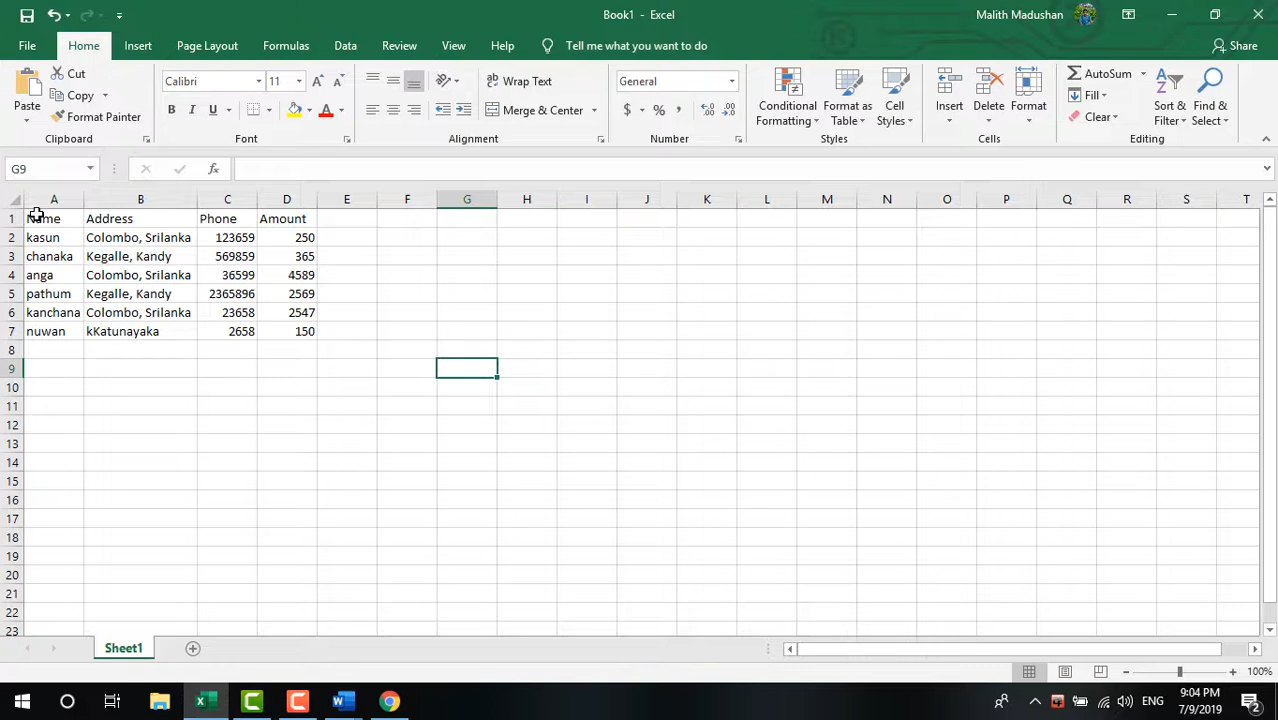 Book1 - Excel
Malith Madushan
File Home Insert Page Layout Formulas Data Review View Help Tell me what you want to do Share
Paste
Cut
Copy
Format Painter
Clipboard
Calibri 11
B I U
Font
Wrap Text
Merge & Center
Alignment
General
$ % ,
Number
Conditional Formatting
Format as Table
Cell Styles
Styles
Insert Delete Format
Cells
AutoSum
Fill
Clear
Sort & Filter
Find & Select
Editing
G9 fx
A B C D E F G H I J K L M N O P Q R S T
1 Name Address Phone Amount
2 kasun Colombo, Srilanka 123659 250
3 chanaka Kegalle, Kandy 569859 365
4 anga Colombo, Srilanka 36599 4589
5 pathum Kegalle, Kandy 2365896 2569
6 kanchana Colombo, Srilanka 23658 2547
7 nuwan kKatunayaka 2658 150
8
9
10
11
12
13
14
15
16
17
18
19
20
21
22
23
Sheet1
100%
ENG
9:04 PM
7/9/2019
2